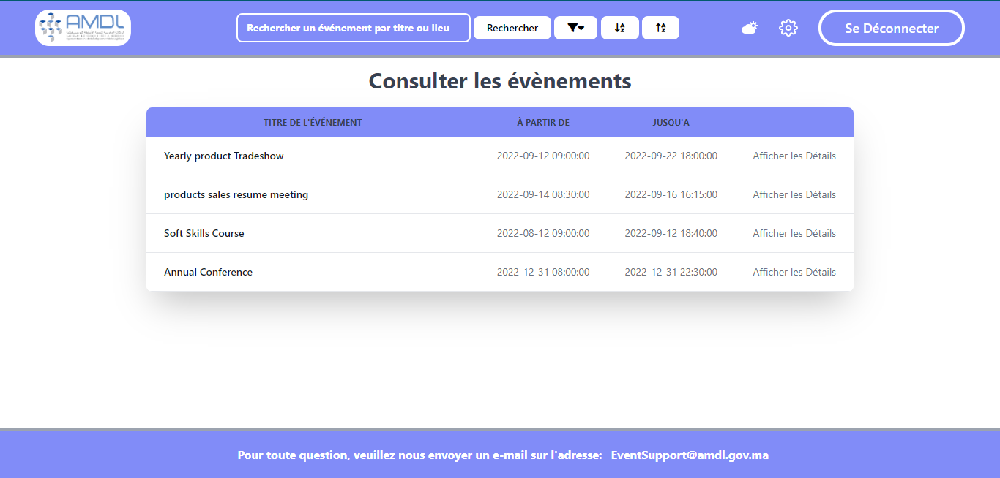 AMDL
Rechercher un événement par titre ou lieu
Rechercher
Se Déconnecter
Consulter les évènements
TITRE DE L'ÉVÉNEMENT À PARTIR DE JUSQU'A
Yearly product Tradeshow 2022-09-12 09:00:00 2022-09-22 18:00:00 Afficher les Détails
products sales resume meeting 2022-09-14 08:30:00 2022-09-16 16:15:00 Afficher les Détails
Soft Skills Course 2022-08-12 09:00:00 2022-09-12 18:40:00 Afficher les Détails
Annual Conference 2022-12-31 08:00:00 2022-12-31 22:30:00 Afficher les Détails
Pour toute question, veuillez nous envoyer un e-mail sur l'adresse: EventSupport@amdl.gov.ma